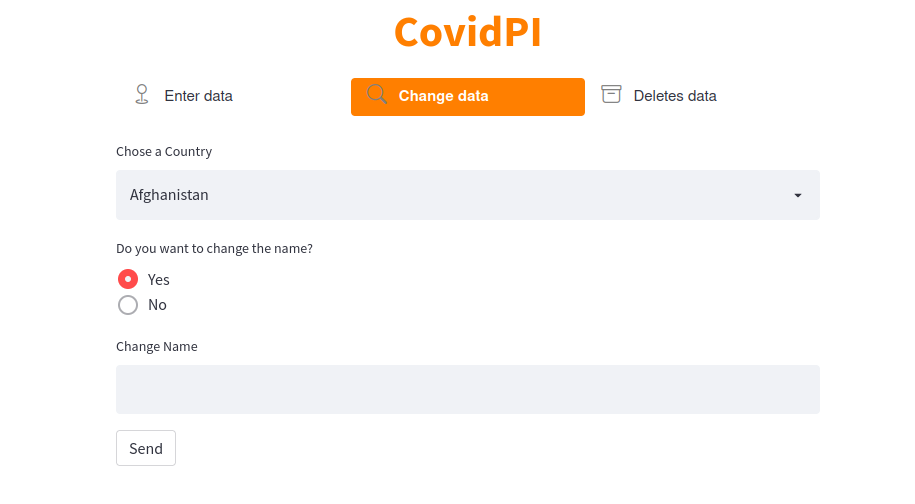 CovidPI
Enter data
Change data
Deletes data
Chose a Country
Afghanistan
Do you want to change the name?
Yes
No
Change Name
Send